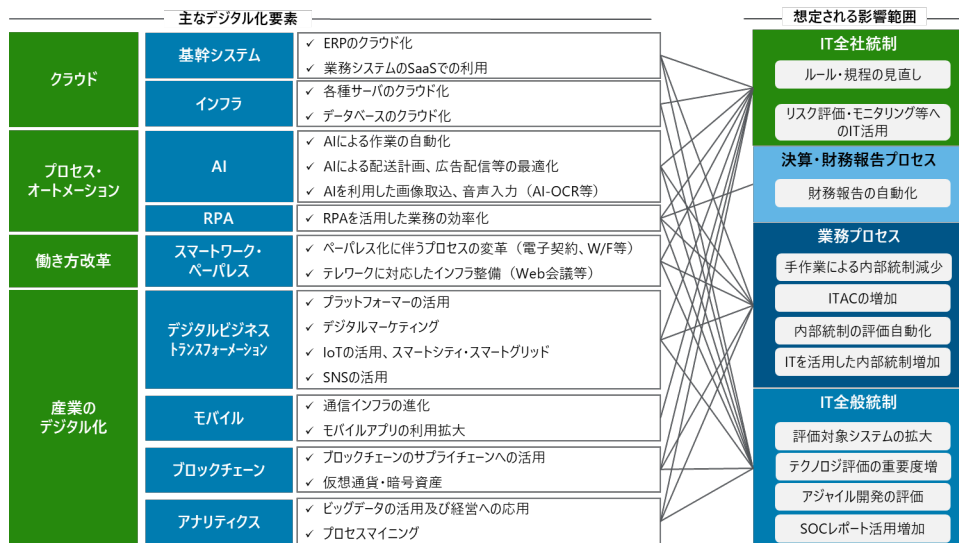 主なデジタル化要素
想定される影響範囲
クラウド
基幹システム
✓ ERPのクラウド化
✓ 業務システムのSaaSでの利用
インフラ
✓ 各種サーバのクラウド化
✓ データベースのクラウド化
プロセス・
オートメーション
AI
✓ AIによる作業の自動化
✓ AIによる配送計画、広告配信等の最適化
✓ AIを利用した画像取込、音声入力（AI-OCR等）
RPA
✓ RPAを活用した業務の効率化
働き方改革
スマートワーク・
ペーパレス
✓ ペーパレス化に伴うプロセスの変革（電子契約、W/F等）
✓ テレワークに対応したインフラ整備（Web会議等）
産業の
デジタル化
デジタルビジネス
トランスフォーメーション
✓ プラットフォーマーの活用
✓ デジタルマーケティング
✓ IoTの活用、スマートシティ・スマートグリッド
✓ SNSの活用
モバイル
✓ 通信インフラの進化
✓ モバイルアプリの利用拡大
ブロックチェーン
✓ ブロックチェーンのサプライチェーンへの活用
✓ 仮想通貨・暗号資産
アナリティクス
✓ ビッグデータの活用及び経営への応用
✓ プロセスマイニング
IT全社統制
ルール・規程の見直し
リスク評価・モニタリング等へ
のIT活用
決算・財務報告プロセス
財務報告の自動化
業務プロセス
手作業による内部統制減少
ITACの増加
内部統制の評価自動化
ITを活用した内部統制増加
IT全般統制
評価対象システムの拡大
テクノロジ評価の重要度増
アジャイル開発の評価
SOCレポート活用増加